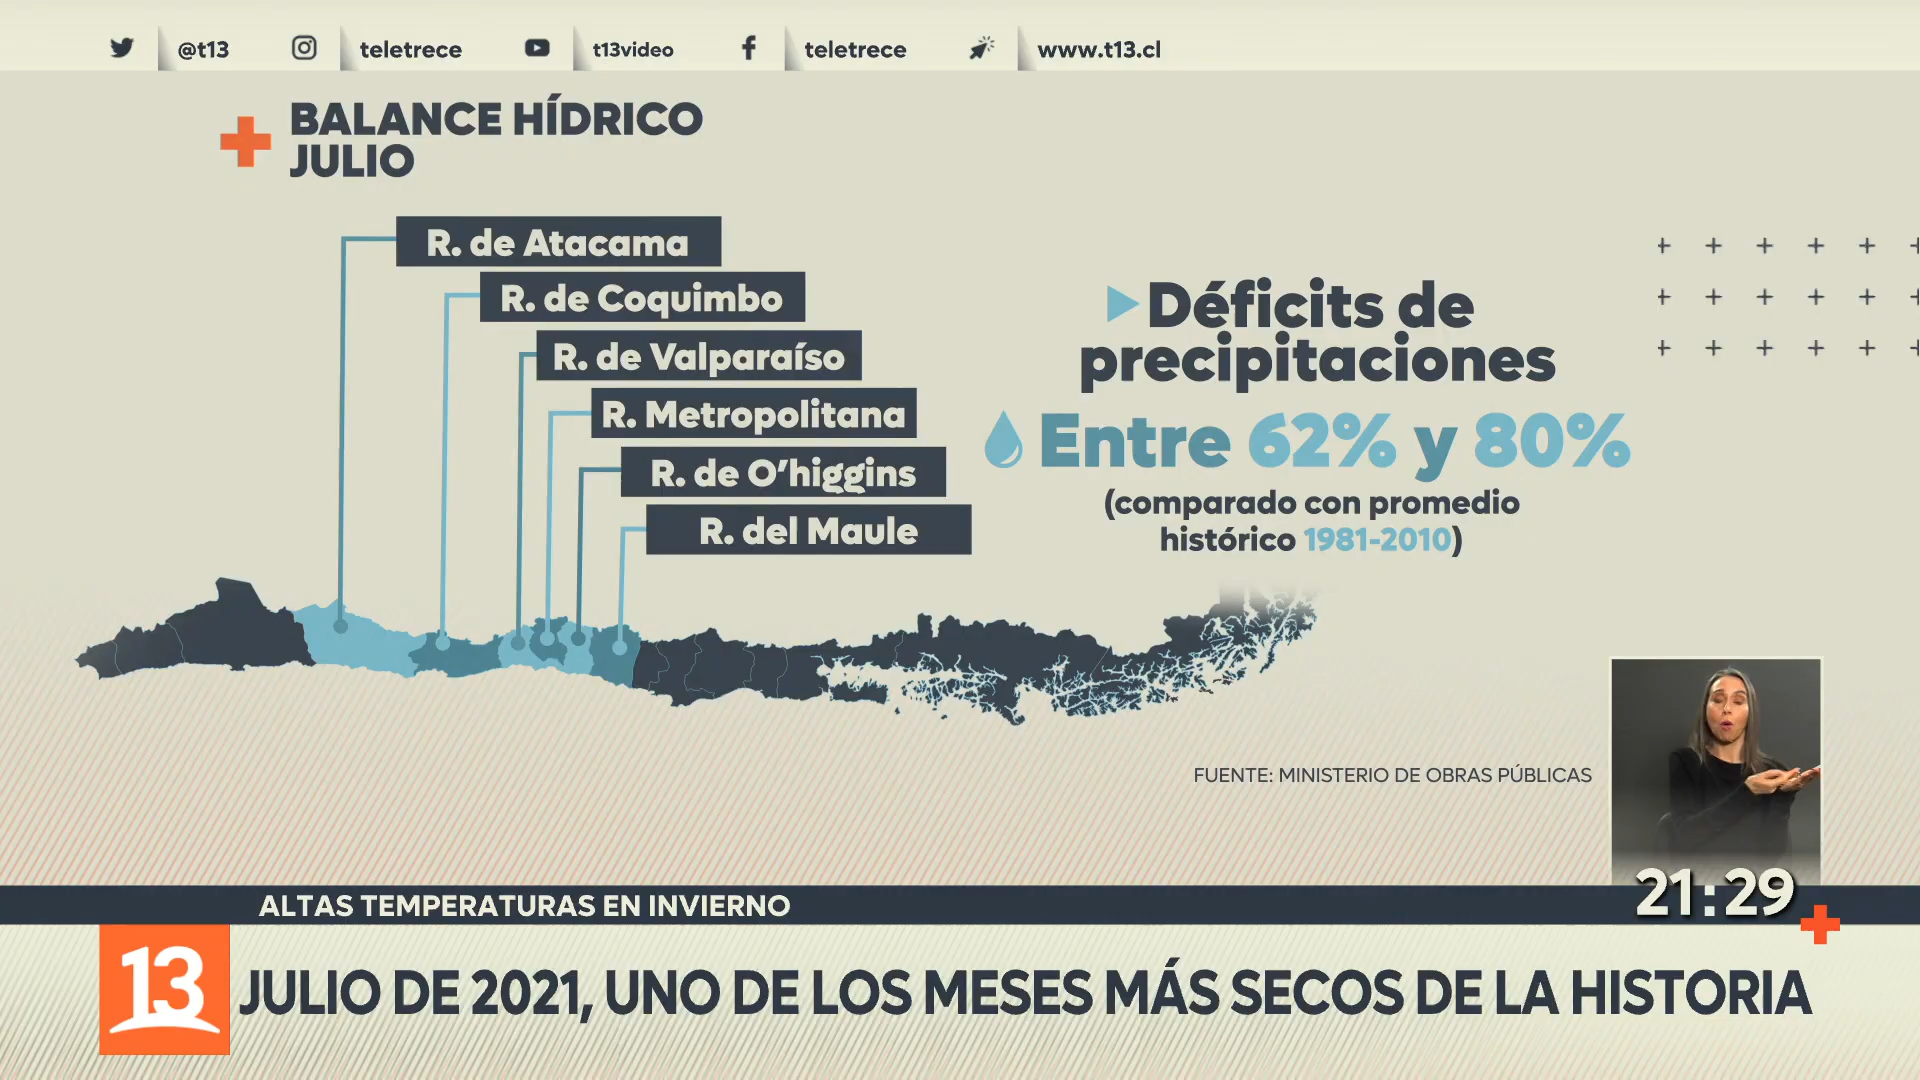 @t13
teletrece
t13video
teletrece
www.t13.cl
BALANCE HÍDRICO
JULIO
R. de Atacama
R. de Coquimbo
R. de Valparaíso
R. Metropolitana
R. de O'higgins
R. del Maule
Déficits de
precipitaciones
Entre 62% y 80%
(comparado con promedio
histórico 1981-2010)
FUENTE: MINISTERIO DE OBRAS PÚBLICAS
ALTAS TEMPERATURAS EN INVIERNO
21:29
13
JULIO DE 2021, UNO DE LOS MESES MÁS SECOS DE LA HISTORIA